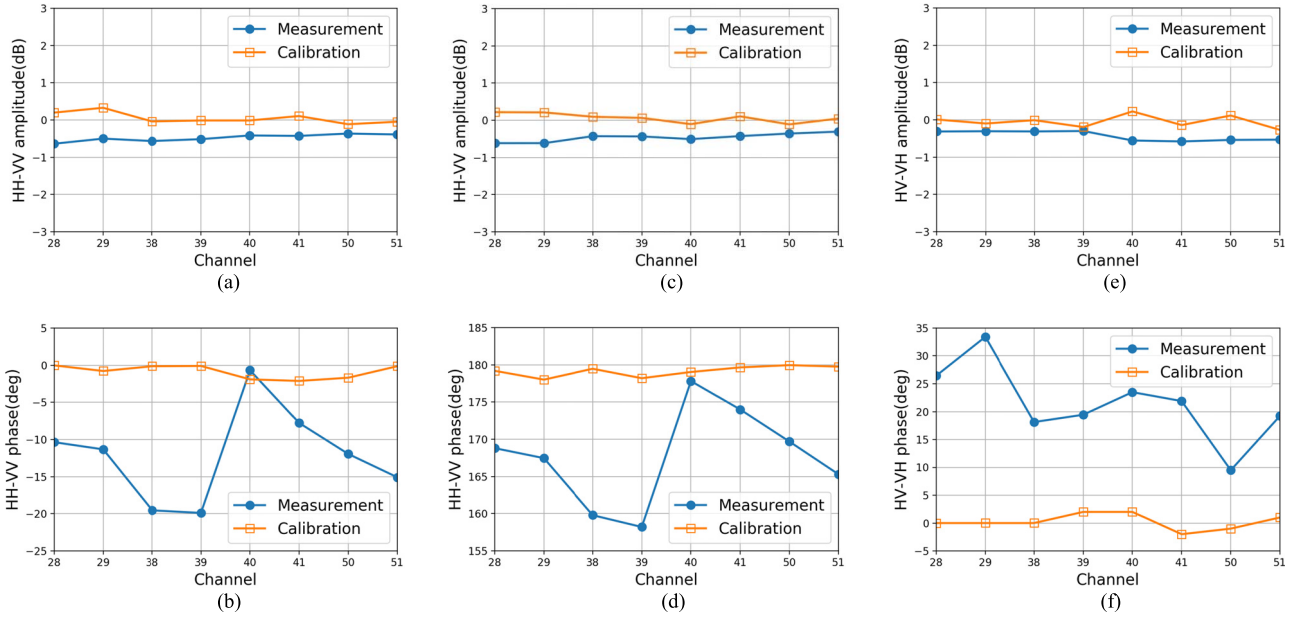 3
2
1
0
−1
−2
−3
HH-VV amplitude(dB)
Measurement
Calibration
28 29 38 39 40 41 50 51
Channel
(a)
3
2
1
0
−1
−2
−3
HH-VV amplitude(dB)
Measurement
Calibration
28 29 38 39 40 41 50 51
Channel
(c)
3
2
1
0
−1
−2
−3
HV-VH amplitude(dB)
Measurement
Calibration
28 29 38 39 40 41 50 51
Channel
(e)
5
0
−5
−10
−15
−20
−25
HH-VV phase(deg)
Measurement
Calibration
28 29 38 39 40 41 50 51
Channel
(b)
185
180
175
170
165
160
155
HH-VV phase(deg)
Measurement
Calibration
28 29 38 39 40 41 50 51
Channel
(d)
35
30
25
20
15
10
5
0
−5
HV-VH phase(deg)
Measurement
Calibration
28 29 38 39 40 41 50 51
Channel
(f)